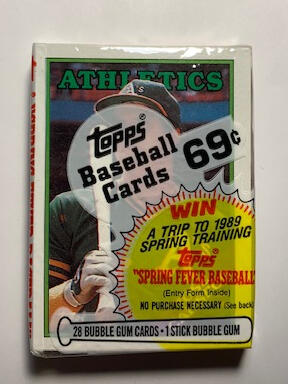 ATHLETICS
TOPPS®
Baseball
Cards
69¢
WIN
A TRIP TO 1989
SPRING TRAINING
TOPPS®
"SPRING FEVER BASEBALL
(Entry Form Inside)
NO PURCHASE NECESSARY (See back)
28 BUBBLE GUM CARDS • 1 STICK BUBBLE GUM